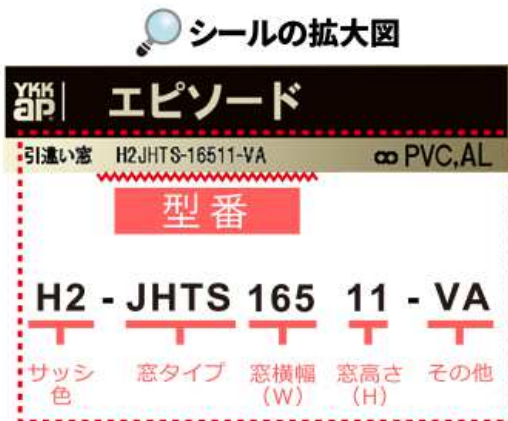 シールの拡大図
YKK ap エピソード
引違い窓 H2JHTS-16511-VA ∞ PVC,AL
型番
H2 - JHTS 165 11 - VA
サッシ色 窓タイプ 窓横幅(W) 窓高さ(H) その他